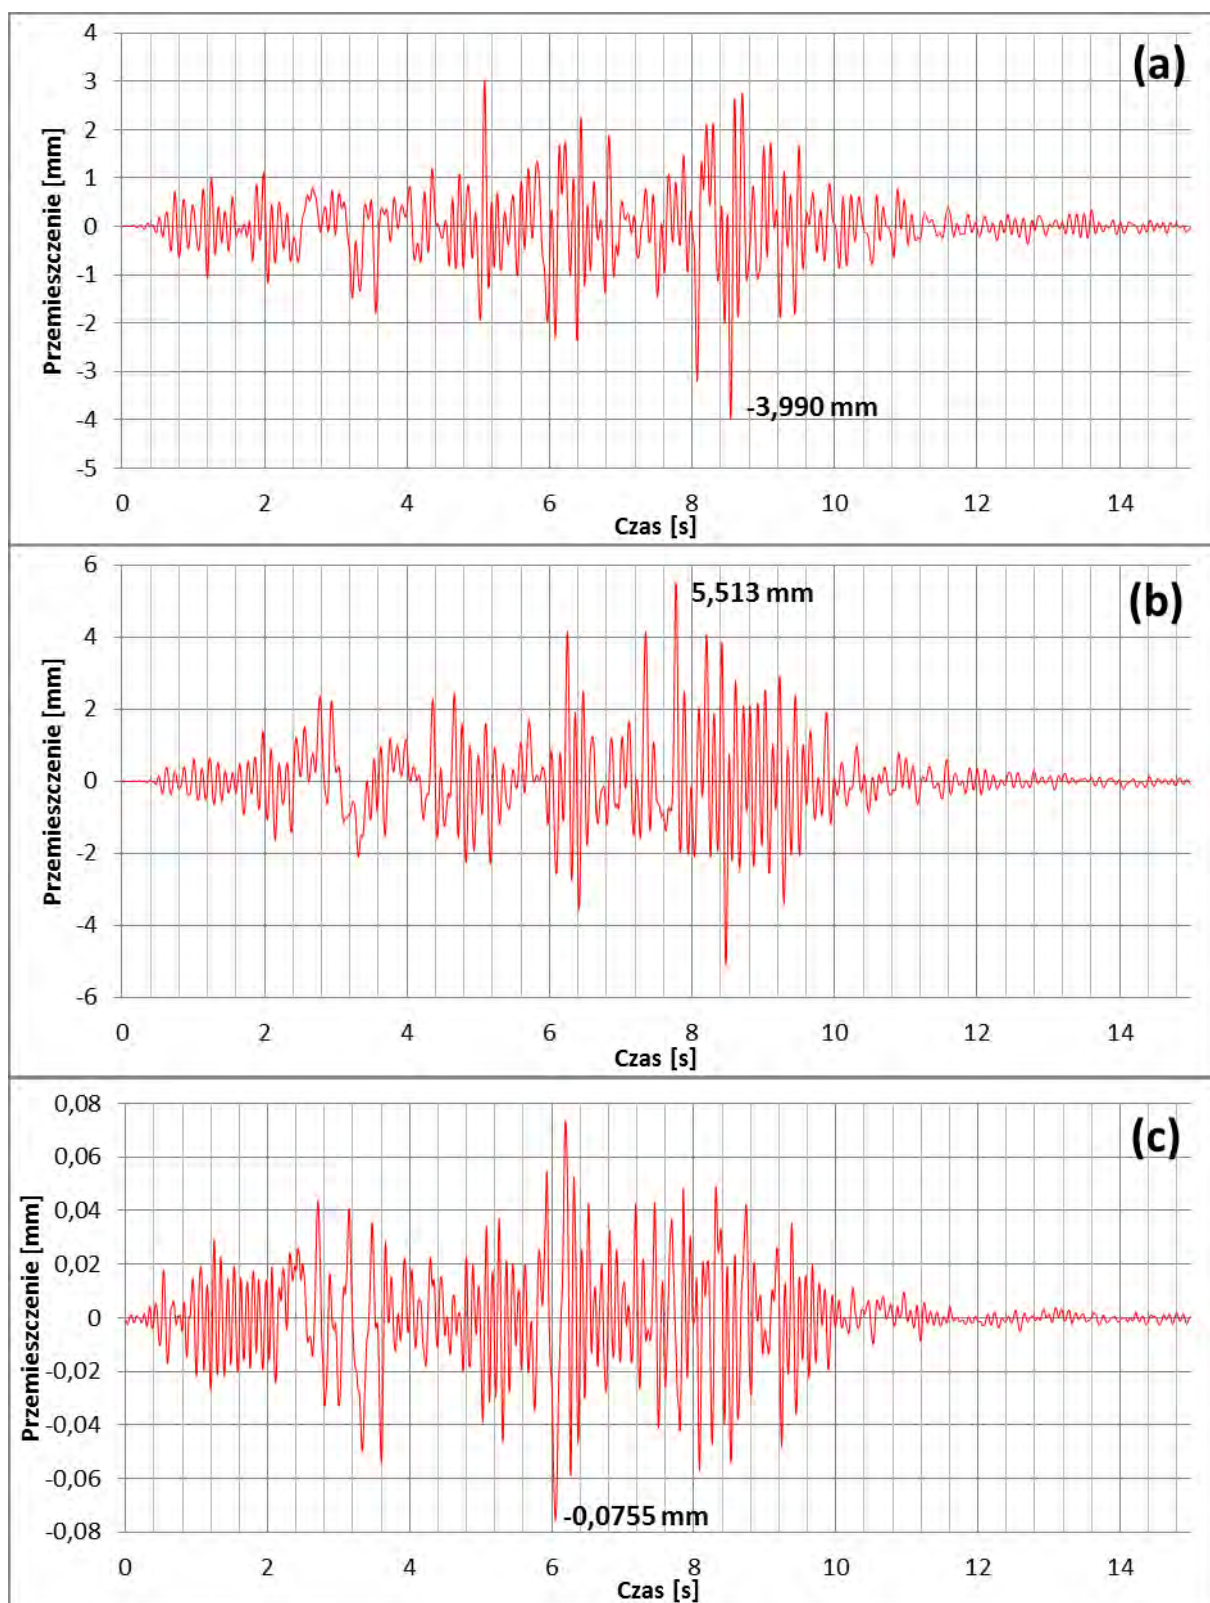 (a)
Przemieszczenie [mm]
4
3
2
1
0
-1
-2
-3
-4
-5
-3,990 mm
0 2 4 6 8 10 12 14
Czas [s]
(b)
Przemieszczenie [mm]
6
4
2
0
-2
-4
-6
5,513 mm
0 2 4 6 8 10 12 14
Czas [s]
(c)
Przemieszczenie [mm]
0,08
0,06
0,04
0,02
0
-0,02
-0,04
-0,06
-0,08
-0,0755 mm
0 2 4 6 8 10 12 14
Czas [s]